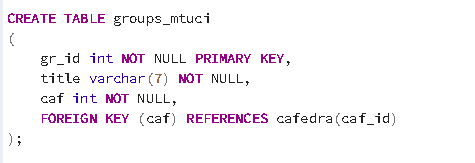 CREATE TABLE groups_mtuci
(
gr_id int NOT NULL PRIMARY KEY,
title varchar(7) NOT NULL,
caf int NOT NULL,
FOREIGN KEY (caf) REFERENCES cafedra(caf_id)
);